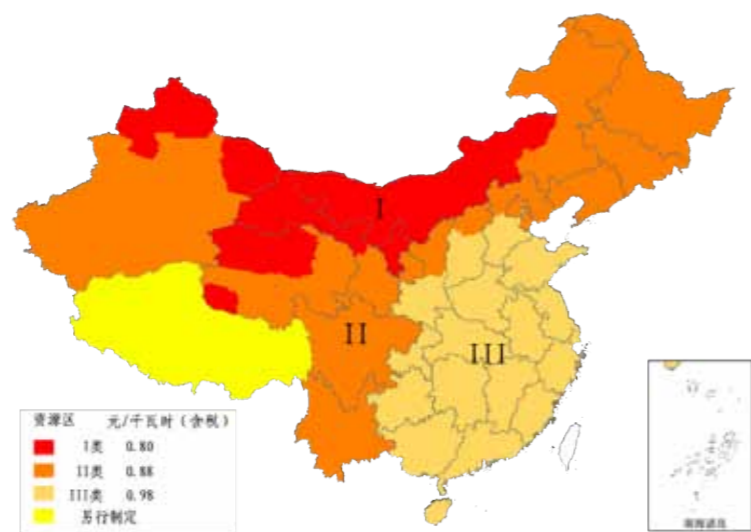 I
II
III
资源区 元/千瓦时（含税）
I类 0.80
II类 0.88
III类 0.98
另行制定
南海诸岛